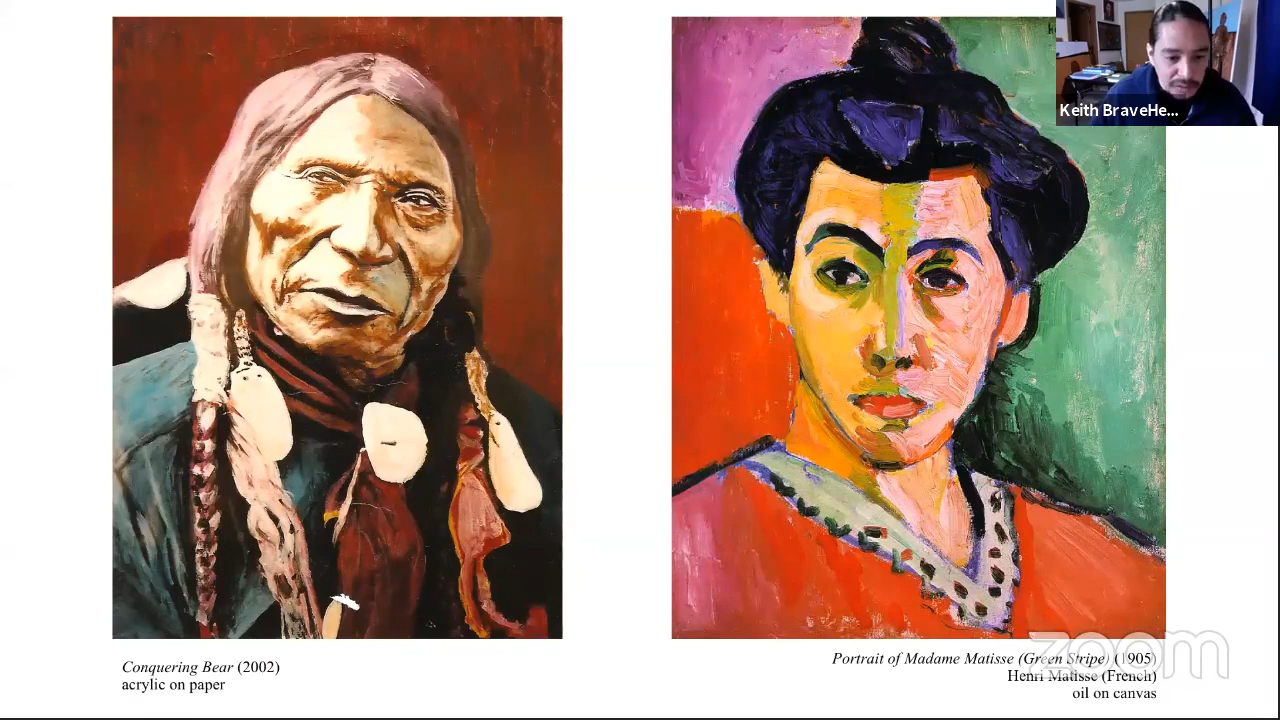 Keith BraveHe...
Conquering Bear (2002)
acrylic on paper
Portrait of Madame Matisse (Green Stripe) (1905)
Henri Matisse (French)
oil on canvas
zoom